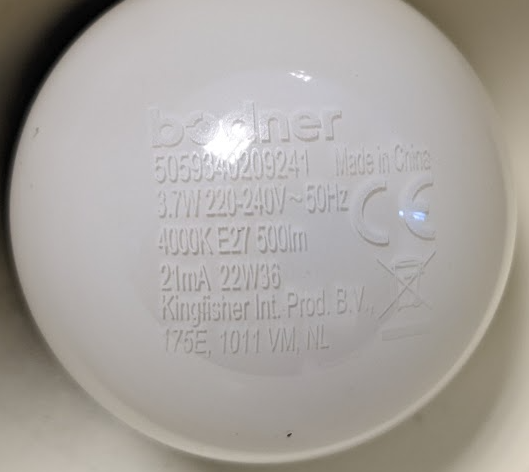 bodner
5059340209241 Made in China
3.7W 220-240V~50Hz
CE
4000K E27 500lm
21mA 22W36
Kingfisher Int. Prod. B.V.,
175E, 1011 VM, NL